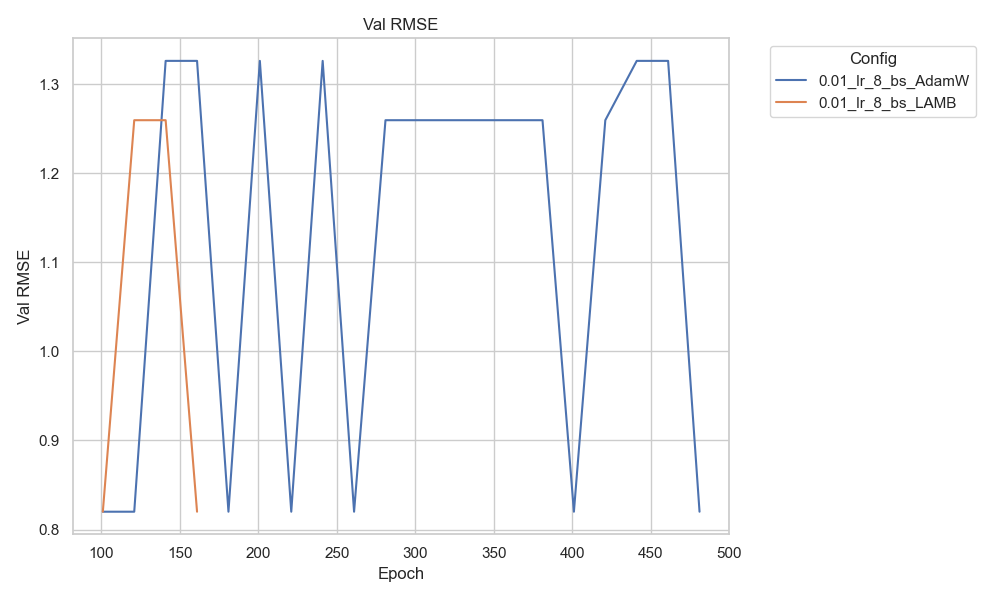 Val RMSE
Config
0.01_lr_8_bs_AdamW
0.01_lr_8_bs_LAMB
Val RMSE
1.3
1.2
1.1
1.0
0.9
0.8
100 150 200 250 300 350 400 450 500
Epoch